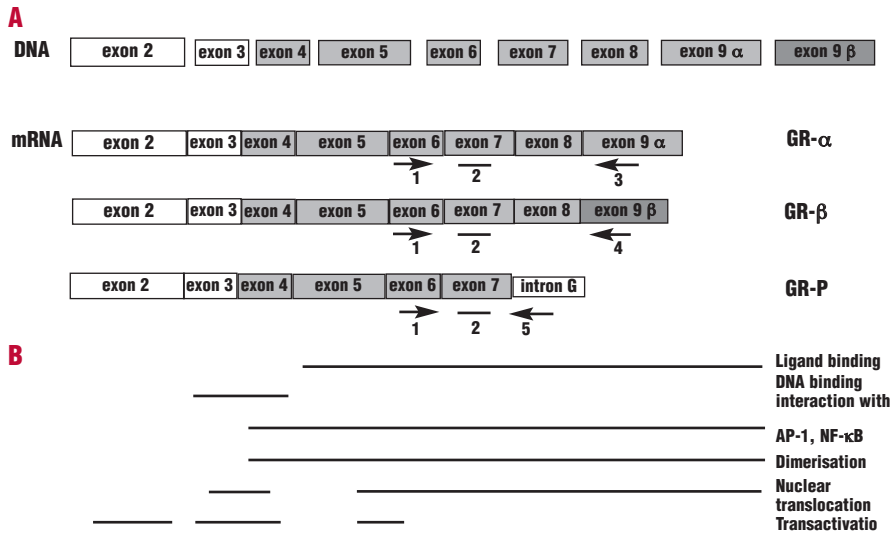 A
DNA exon 2 exon 3 exon 4 exon 5 exon 6 exon 7 exon 8 exon 9 α exon 9 β
mRNA exon 2 exon 3 exon 4 exon 5 exon 6 exon 7 exon 8 exon 9 α GR-α
1 2 3
exon 2 exon 3 exon 4 exon 5 exon 6 exon 7 exon 8 exon 9 β GR-β
1 2 4
exon 2 exon 3 exon 4 exon 5 exon 6 exon 7 intron G GR-P
1 2 5
B
Ligand binding
DNA binding
interaction with
AP-1, NF-κB
Dimerisation
Nuclear
translocation
Transactivatio